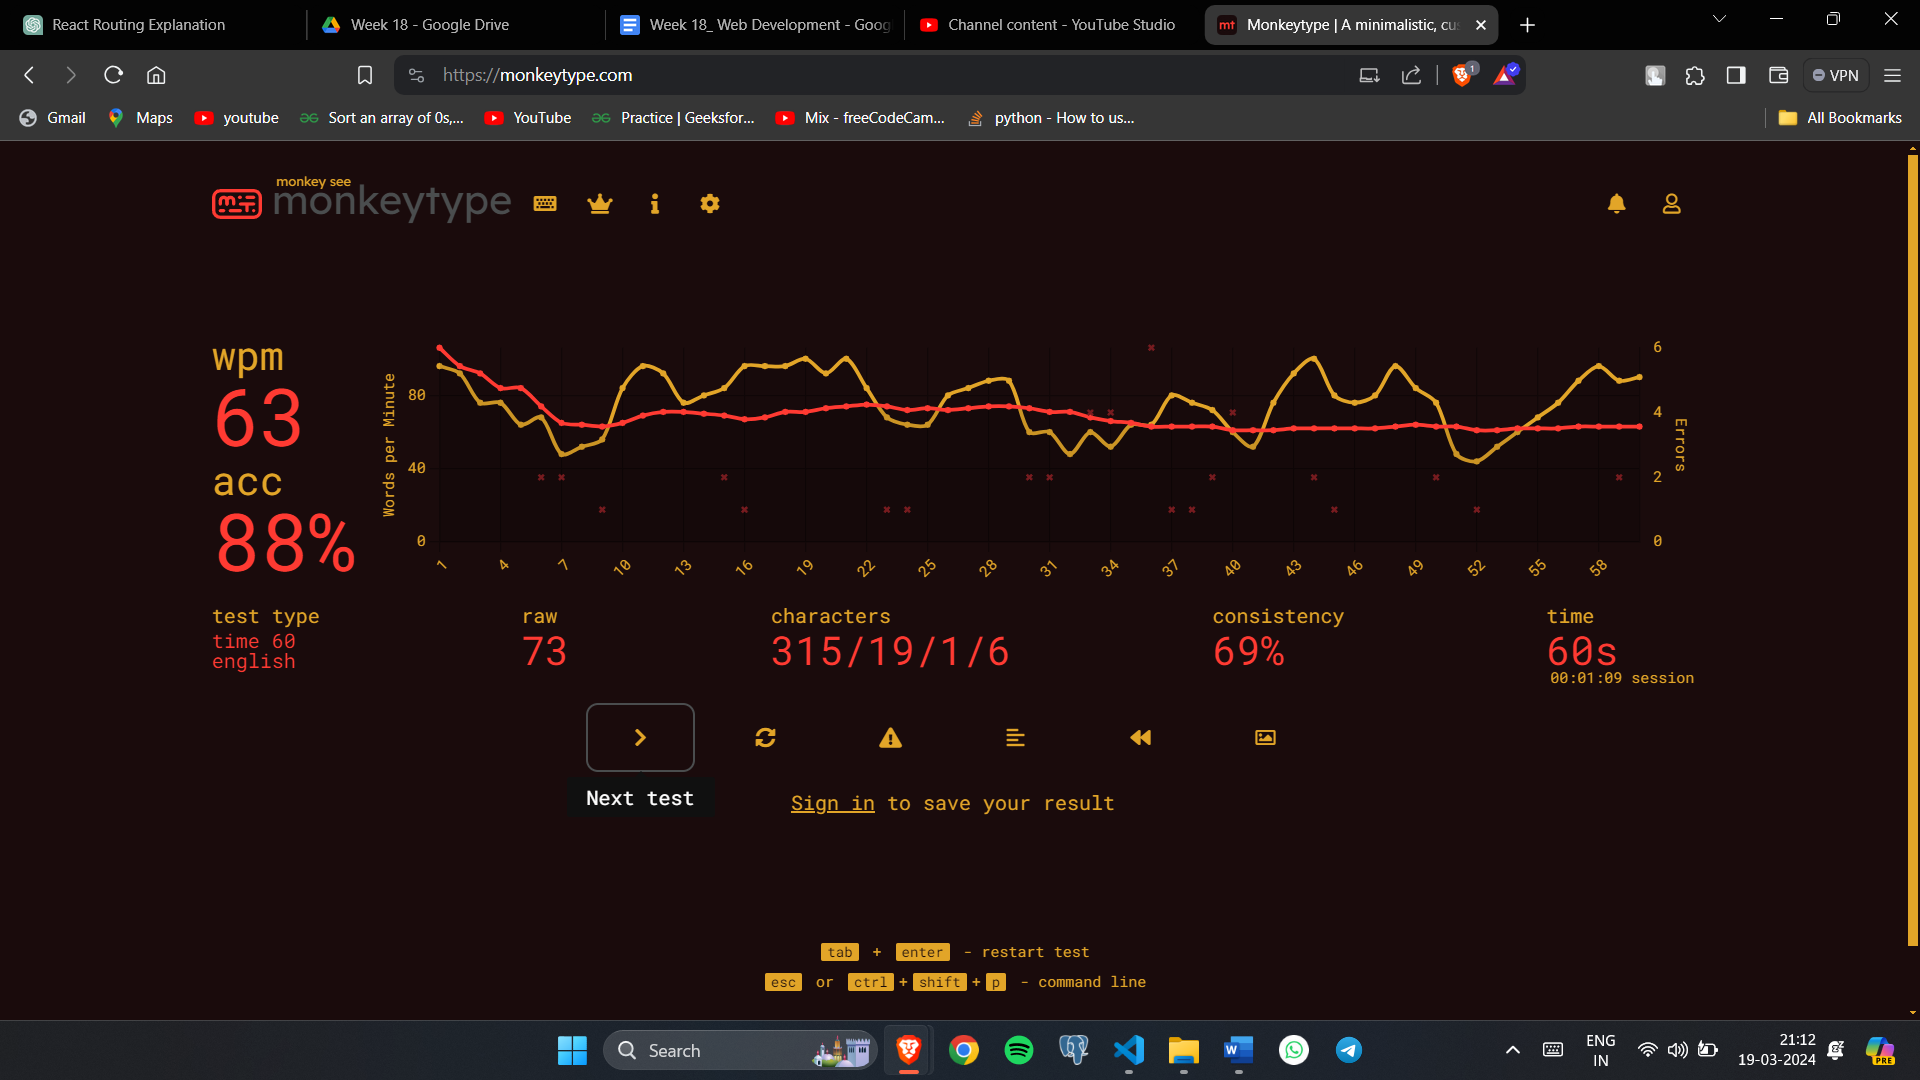 React Routing Explanation
Week 18 - Google Drive
Week 18_ Web Development - Goog
Channel content - YouTube Studio
mt Monkeytype | A minimalistic, cu
https://monkeytype.com
1
VPN
Gmail
Maps
youtube
Sort an array of 0s,...
YouTube
Practice | Geeksfor...
Mix - freeCodeCam...
python - How to us...
All Bookmarks
monkey see
monkeytype
wpm
63
acc
88%
Words per Minute
80
40
0
6
4
2
0
Errors
1 4 7 10 13 16 19 22 25 28 31 34 37 40 43 46 49 52 55 58
test type
time 60
english
raw
73
characters
315/19/1/6
consistency
69%
time
60s
00:01:09 session
Next test
Sign in to save your result
tab + enter - restart test
esc or ctrl + shift + p - command line
Search
W
ENG
IN
21:12
19-03-2024
PRE